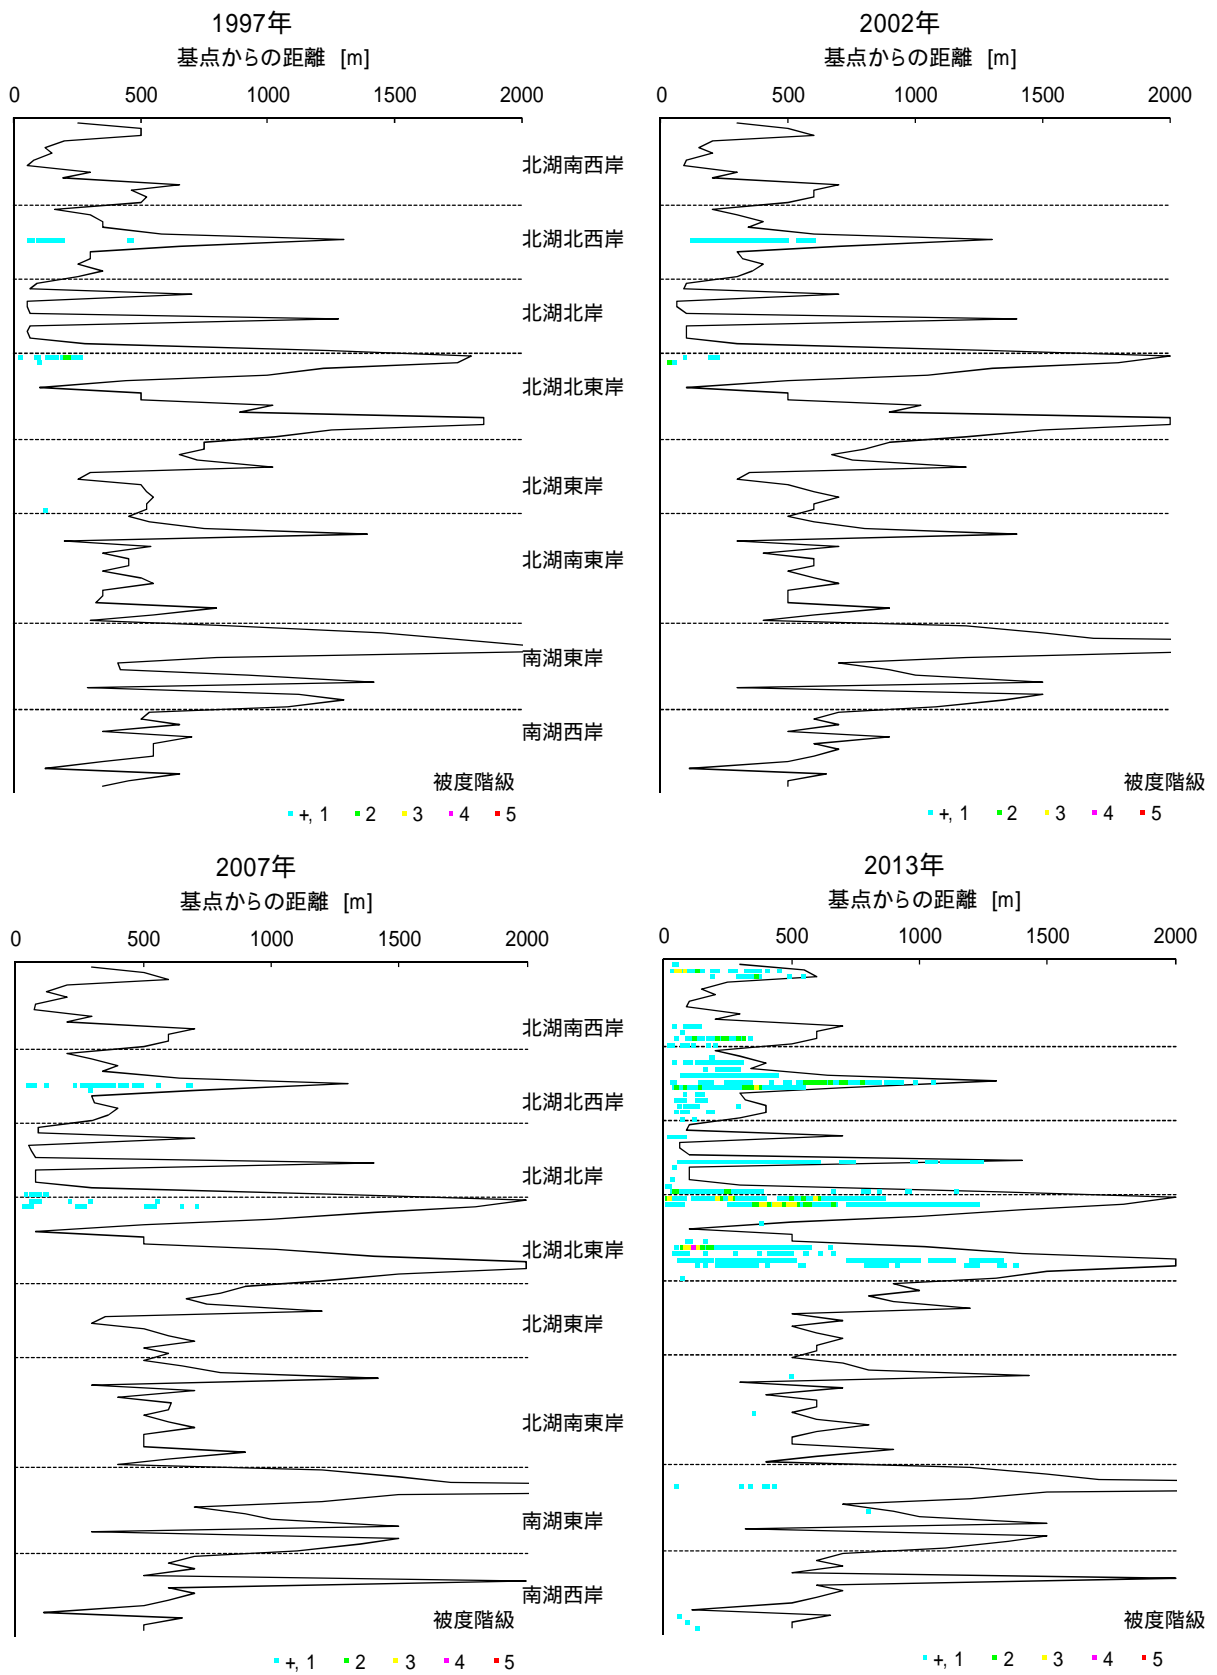 1997年
基点からの距離 [m]
0 500 1000 1500 2000
北湖南西岸
北湖北西岸
北湖北岸
北湖北東岸
北湖東岸
北湖南東岸
南湖東岸
南湖西岸
被度階級
+, 1 2 3 4 5
2002年
基点からの距離 [m]
0 500 1000 1500 2000
被度階級
+, 1 2 3 4 5
2007年
基点からの距離 [m]
0 500 1000 1500 2000
北湖南西岸
北湖北西岸
北湖北岸
北湖北東岸
北湖東岸
北湖南東岸
南湖東岸
南湖西岸
被度階級
+, 1 2 3 4 5
2013年
基点からの距離 [m]
0 500 1000 1500 2000
被度階級
+, 1 2 3 4 5